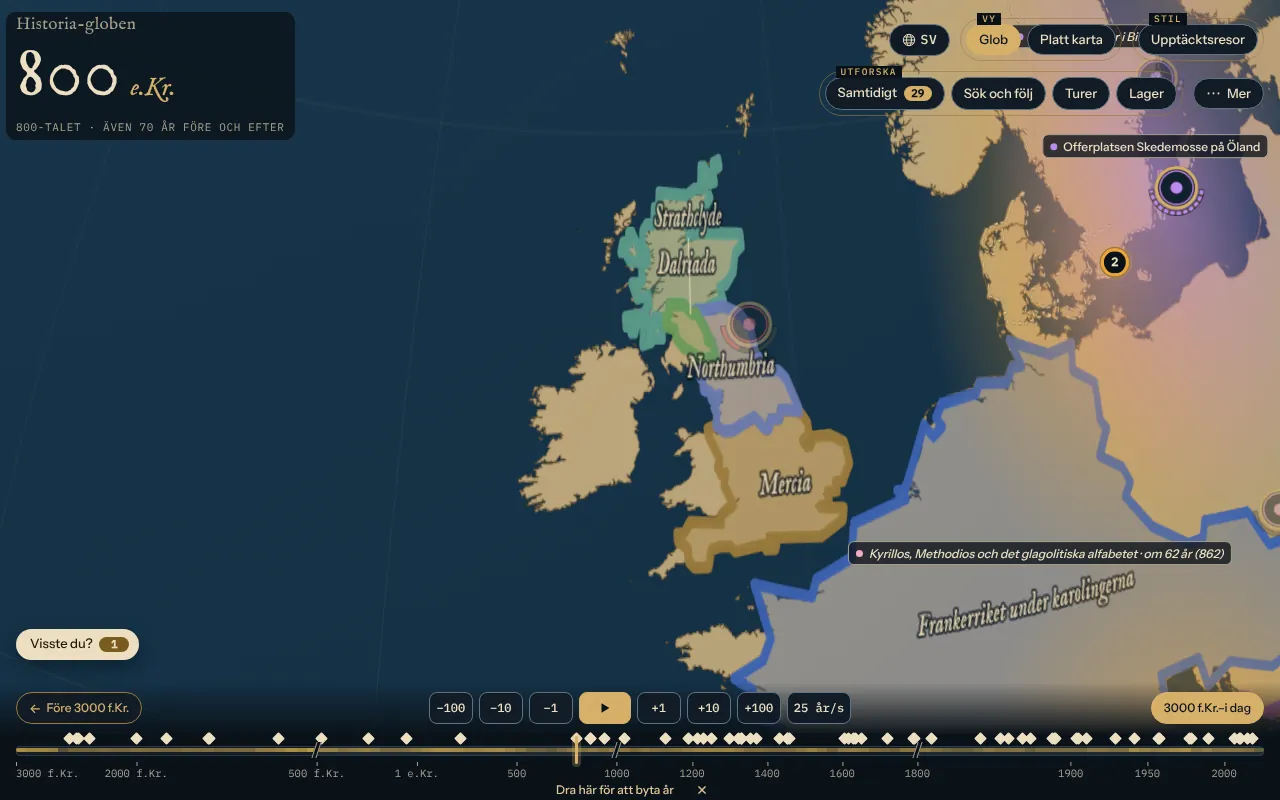 Historia-globen
800 e.Kr.
800-TALET · ÄVEN 70 ÅR FÖRE OCH EFTER
VY
STIL
SV
Glob
Platt karta
r i Bi
Upptäcktsresor
UTFORSKA
Samtidigt 29
Sök och följ
Turer
Lager
··· Mer
Offerplatsen Skedemosse på Öland
2
Strathclyde
Dalriada
Northumbria
Mercia
Kyrillos, Methodios och det glagolitiska alfabetet · om 62 år (862)
Frankerriket under karolingerna
Visste du? 1
← Före 3000 f.Kr.
−100
−10
−1
+1
+10
+100
25 år/s
3000 f.Kr.–i dag
3000 f.Kr.
2000 f.Kr.
500 f.Kr.
1 e.Kr.
500
1000
1200
1400
1600
1800
1900
1950
2000
Dra här för att byta år ✕